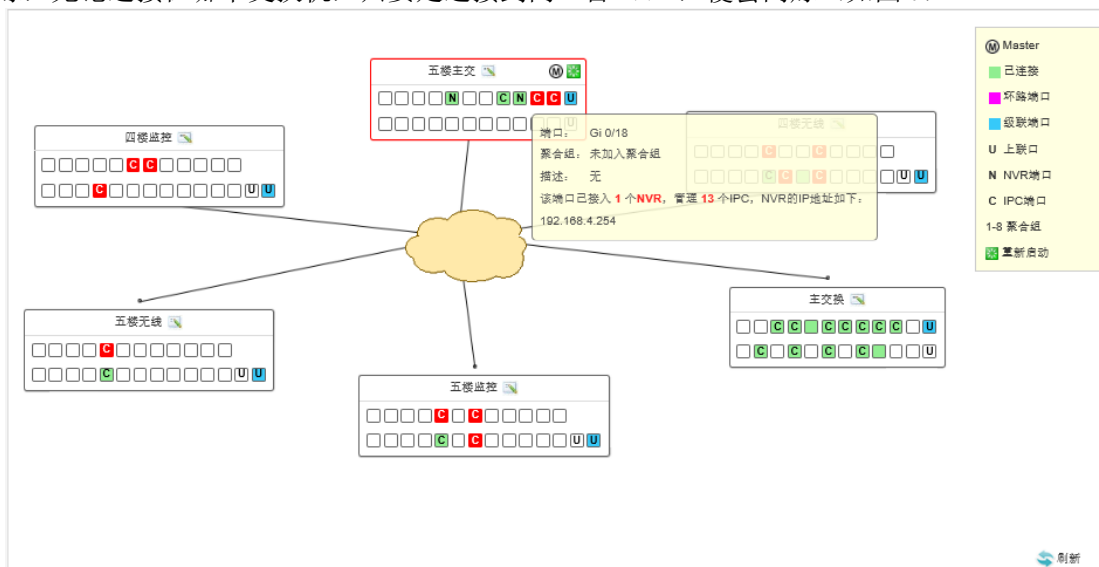 五楼主交 M
N C N C C U
U
四楼监控
C C
C U U
端口： Gi 0/18
聚合组：未加入聚合组
描述： 无
该端口已接入 1 个NVR，管理 13 个IPC，NVR的IP地址如下：
192.168.4.254
四楼无线
C C
C C C U U
M Master
已连接
环路端口
级联端口
U 上联口
N NVR端口
C IPC端口
1-8 聚合组
重新启动
五楼无线
C
C U U
五楼监控
C C
C C U U
主交换
C C C C C C C U
C C C C U
刷新